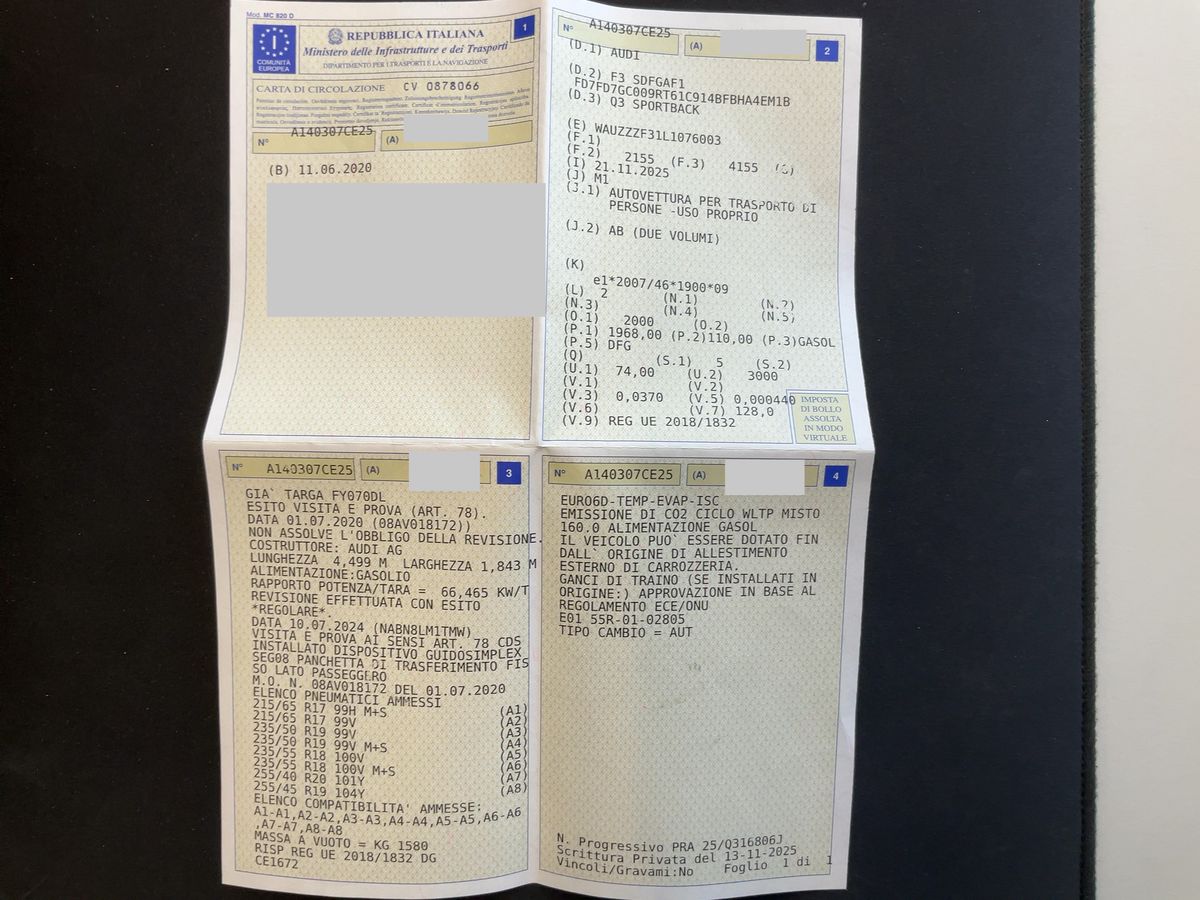 Mod. MC 820 D
1
REPUBBLICA ITALIANA
Ministero delle Infrastrutture e dei Trasporti
DIPARTIMENTO PER I TRASPORTI E LA NAVIGAZIONE
I
COMUNITÀ
EUROPEA
CARTA DI CIRCOLAZIONE CV 0878066
N° A140307CE25 (A)
(B) 11.06.2020
N° A140307CE25 (A)
2
(D.1) AUDI
(D.2) F3 SDFGAF1
FD7FD7GC009RT61C914BFBHA4EM1B
(D.3) Q3 SPORTBACK
(E) WAUZZZF31L1076003
(F.1)
(F.2) 2155 (F.3) 4155 (G)
(I) 21.11.2025
(J) M1
(J.1) AUTOVETTURA PER TRASPORTO DI
PERSONE -USO PROPRIO
(J.2) AB (DUE VOLUMI)
(K)
e1*2007/46*1900*09
(L) 2 (N.1) (N.2)
(N.3) (N.4) (N.5)
(O.1) 2000 (O.2)
(P.1) 1968,00 (P.2)110,00 (P.3)GASOL
(P.5) DFG
(Q) (S.1) 5 (S.2)
(U.1) 74,00 (U.2) 3000
(V.1) (V.2)
(V.3) 0,0370 (V.5) 0,000440
(V.6) (V.7) 128,0
(V.9) REG UE 2018/1832
IMPOSTA
DI BOLLO
ASSOLTA
IN MODO
VIRTUALE
N° A140307CE25 (A)
3
GIA` TARGA FY070DL
ESITO VISITA E PROVA (ART. 78).
DATA 01.07.2020 (08AV018172))
NON ASSOLVE L'OBBLIGO DELLA REVISIONE.
COSTRUTTORE: AUDI AG
LUNGHEZZA 4,499 M LARGHEZZA 1,843 M
ALIMENTAZIONE:GASOLIO
RAPPORTO POTENZA/TARA = 66,465 KW/T
REVISIONE EFFETTUATA CON ESITO
*REGOLARE*.
DATA 10.07.2024 (NABN8LM1TMW)
VISITA E PROVA AI SENSI ART. 78 CDS
INSTALLATO DISPOSITIVO GUIDOSIMPLEX
SEG08 PANCHETTA DI TRASFERIMENTO FIS
SO LATO PASSEGGERO
M.O. N. 08AV018172 DEL 01.07.2020
ELENCO PNEUMATICI AMMESSI
215/65 R17 99H M+S (A1)
215/65 R17 99V (A2)
235/50 R19 99V (A3)
235/50 R19 99V M+S (A4)
235/55 R18 100V (A5)
235/55 R18 100V M+S (A6)
255/40 R20 101Y (A7)
255/45 R19 104Y (A8)
ELENCO COMPATIBILITA' AMMESSE:
A1-A1,A2-A2,A3-A3,A4-A4,A5-A5,A6-A6
,A7-A7,A8-A8
MASSA A VUOTO = KG 1580
RISP REG UE 2018/1832 DG
CE1672
N° A140307CE25 (A)
4
EURO6D-TEMP-EVAP-ISC
EMISSIONE DI CO2 CICLO WLTP MISTO
160.0 ALIMENTAZIONE GASOL
IL VEICOLO PUO` ESSERE DOTATO FIN
DALL` ORIGINE DI ALLESTIMENTO
ESTERNO DI CARROZZERIA.
GANCI DI TRAINO (SE INSTALLATI IN
ORIGINE:) APPROVAZIONE IN BASE AL
REGOLAMENTO ECE/ONU
E01 55R-01-02805
TIPO CAMBIO = AUT
N. Progressivo PRA 25/Q316806J
Scrittura Privata del 13-11-2025
Vincoli/Gravami:No Foglio 1 di 1